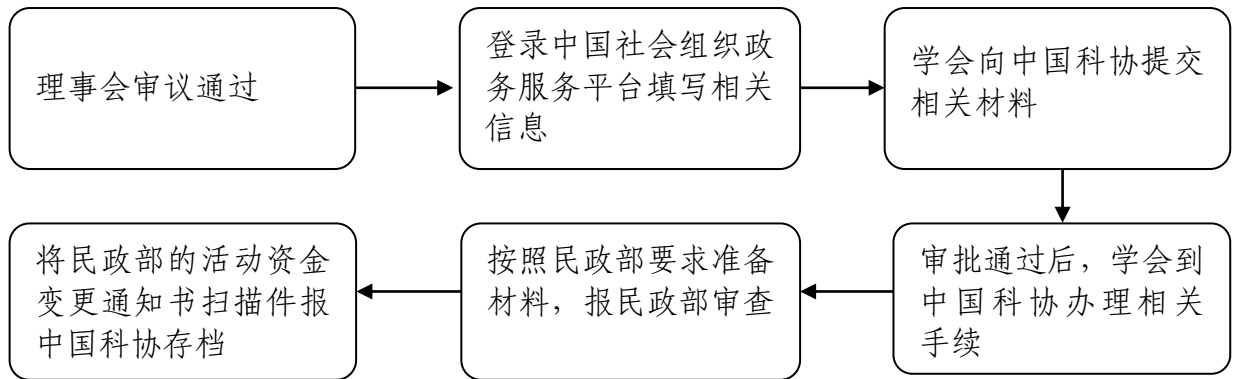 理事会审议通过
登录中国社会组织政
务服务平台填写相关
信息
学会向中国科协提交
相关材料
审批通过后，学会到
中国科协办理相关
手续
按照民政部要求准备
材料，报民政部审查
将民政部的活动资金
变更通知书扫描件报
中国科协存档